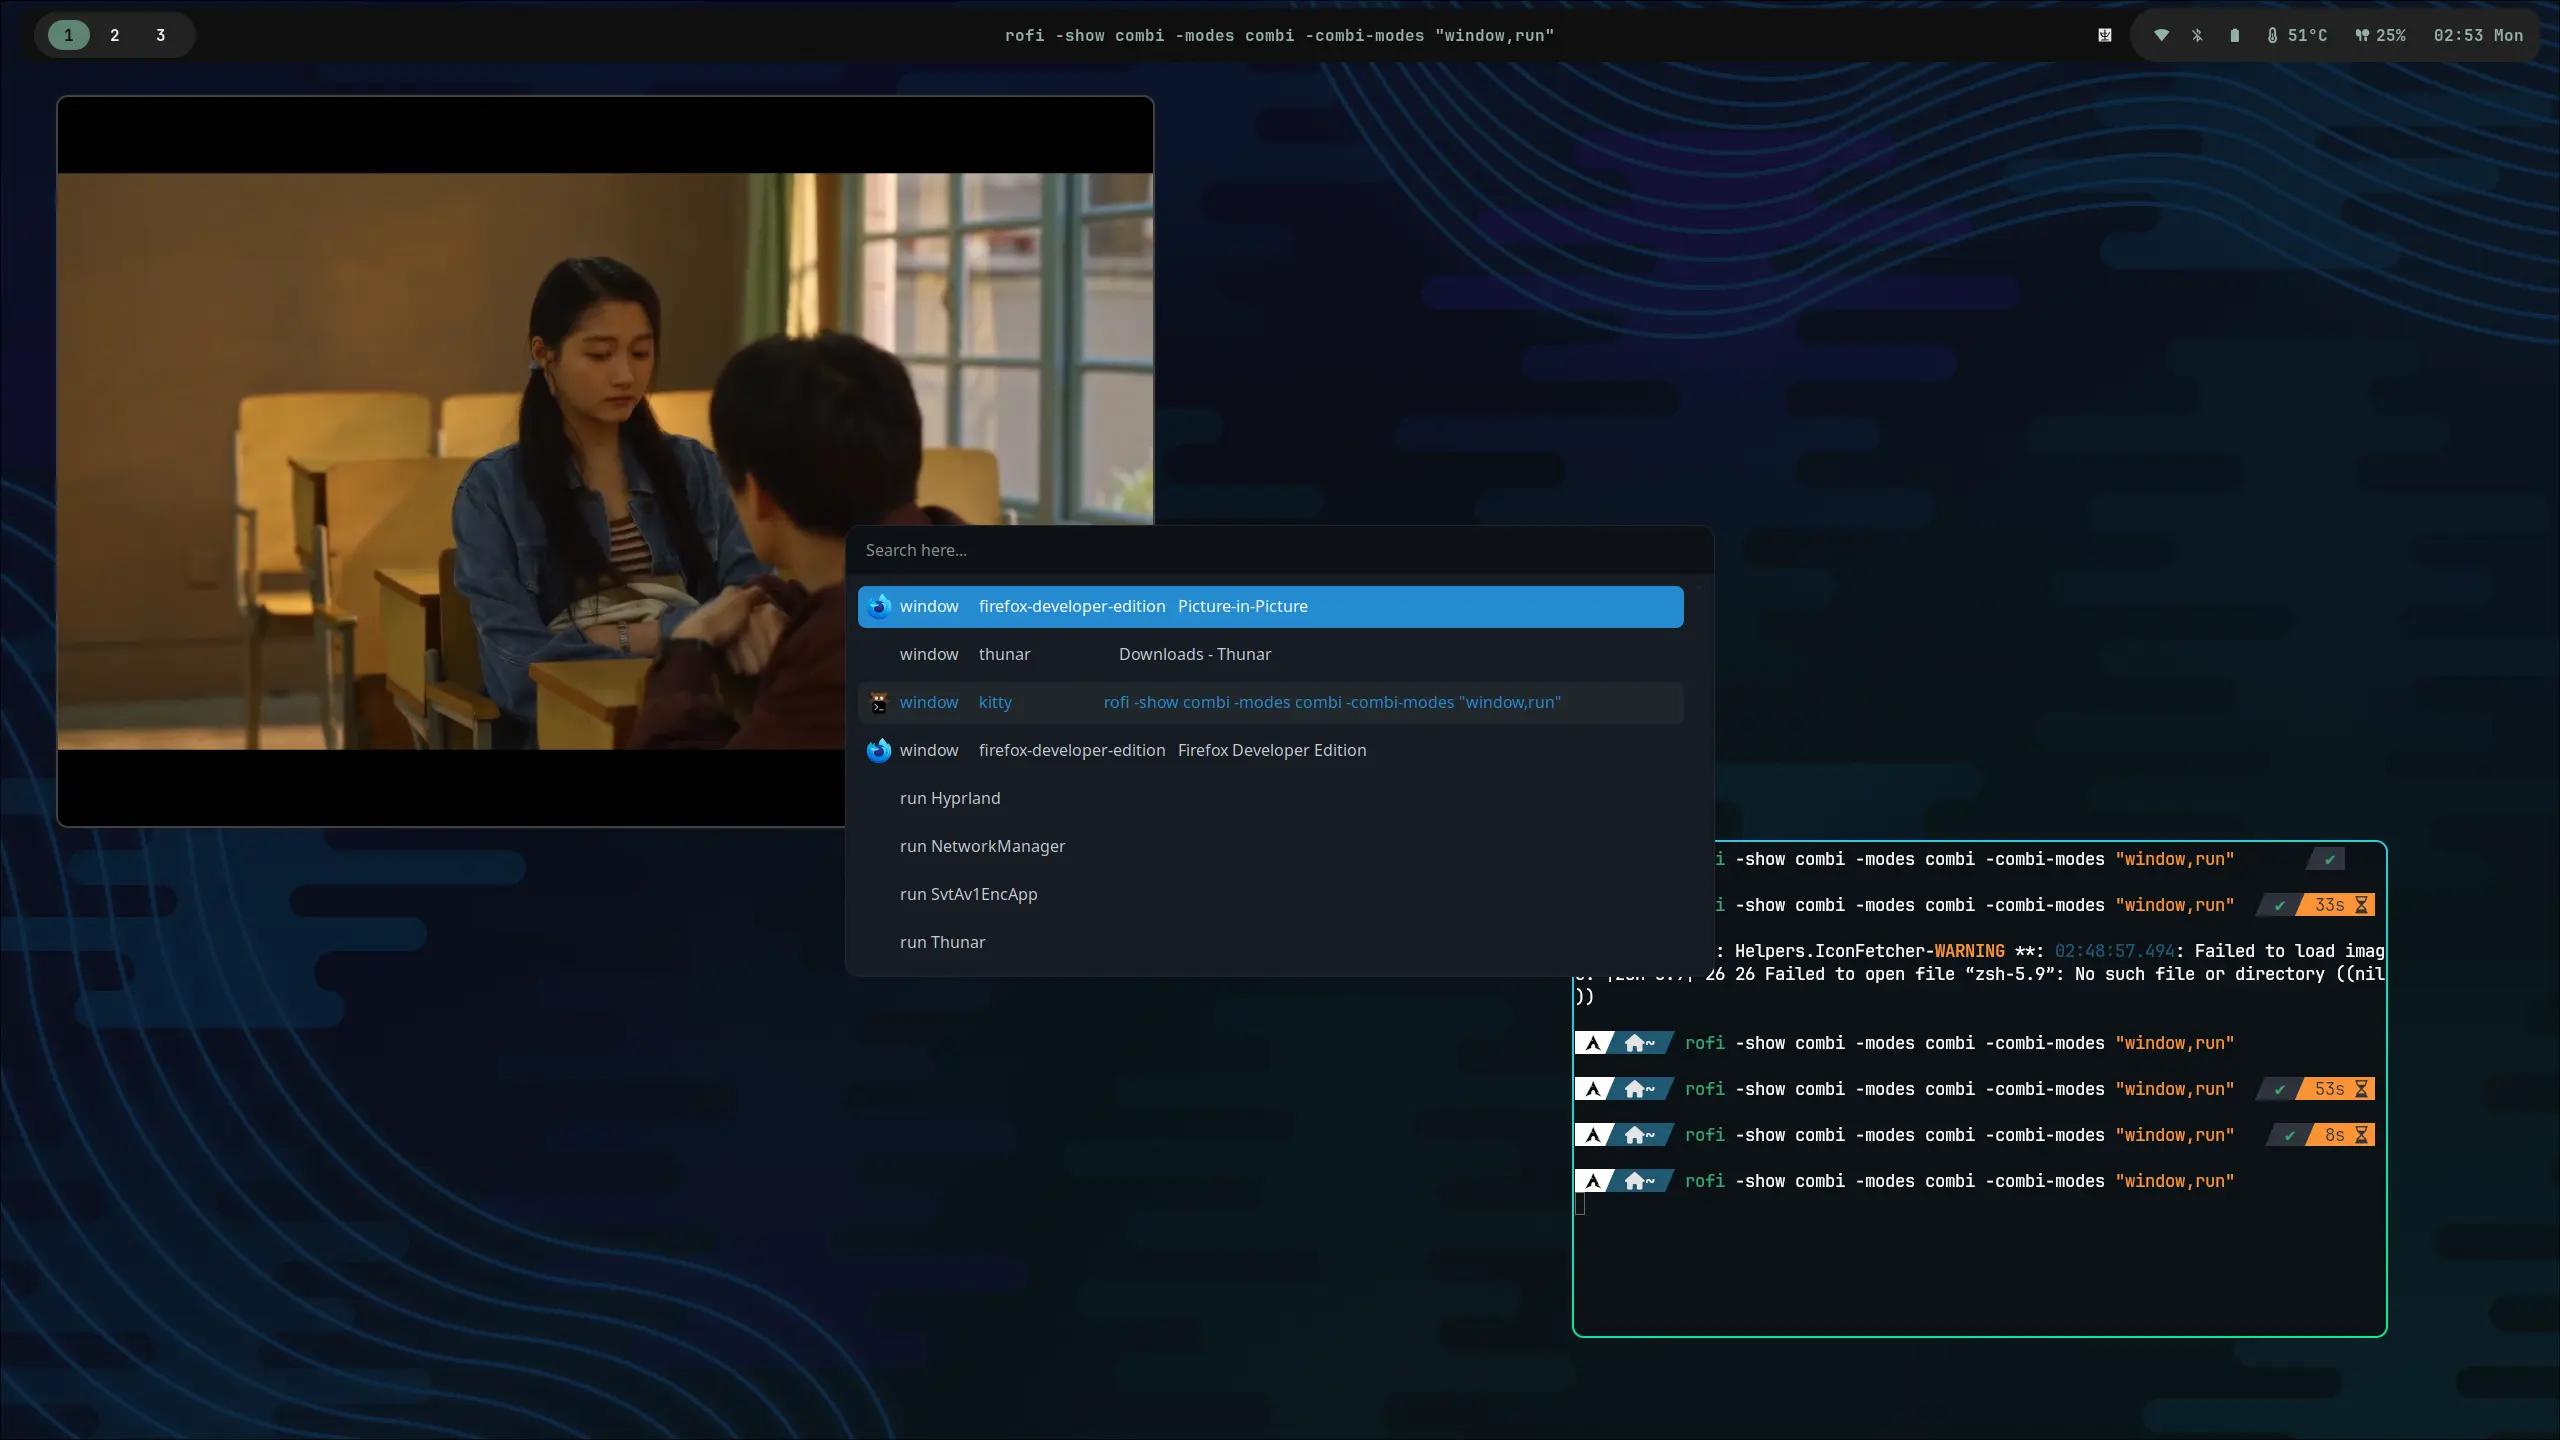 1 2 3
rofi -show combi -modes combi -combi-modes "window,run"
51°C 25% 02:53 Mon
Search here...
window firefox-developer-edition Picture-in-Picture
window thunar Downloads - Thunar
window kitty rofi -show combi -modes combi -combi-modes "window,run"
window firefox-developer-edition Firefox Developer Edition
run Hyprland
run NetworkManager
run SvtAv1EncApp
run Thunar
fi -show combi -modes combi -combi-modes "window,run" ✔
fi -show combi -modes combi -combi-modes "window,run" ✔ 33s
: Helpers.IconFetcher-WARNING **: 02:48:57.494: Failed to load imag
26 26 Failed to open file “zsh-5.9”: No such file or directory ((nil
))
~ rofi -show combi -modes combi -combi-modes "window,run"
~ rofi -show combi -modes combi -combi-modes "window,run" ✔ 53s
~ rofi -show combi -modes combi -combi-modes "window,run" ✔ 8s
~ rofi -show combi -modes combi -combi-modes "window,run"